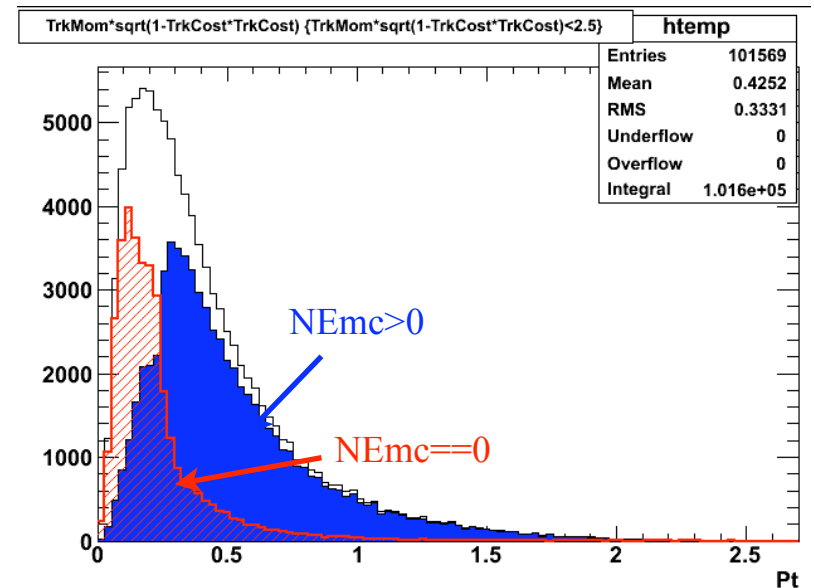 TrkMom*sqrt(1-TrkCost*TrkCost) {TrkMom*sqrt(1-TrkCost*TrkCost)<2.5}
htemp
Entries 101569
Mean 0.4252
RMS 0.3331
Underflow 0
Overflow 0
Integral 1.016e+05
5000
4000
3000
NEmc>0
2000
NEmc==0
1000
0
0 0.5 1 1.5 2 2.5
Pt